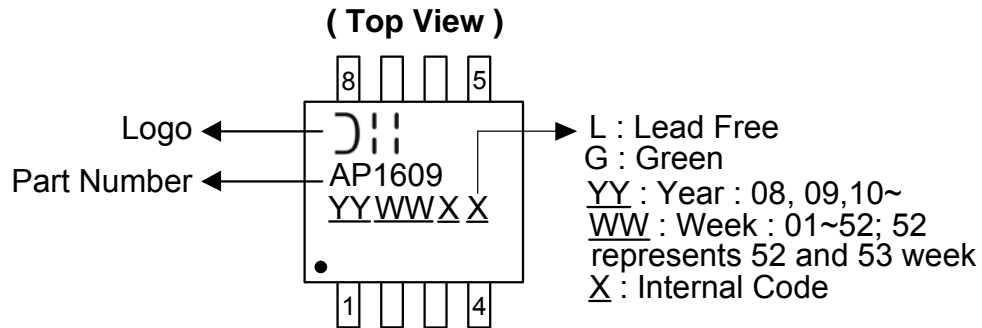 ( Top View )
8 5
Logo
AP1609
Part Number
YY WW X X
1 4
L : Lead Free
G : Green
YY : Year : 08, 09,10~
WW : Week : 01~52; 52
represents 52 and 53 week
X : Internal Code